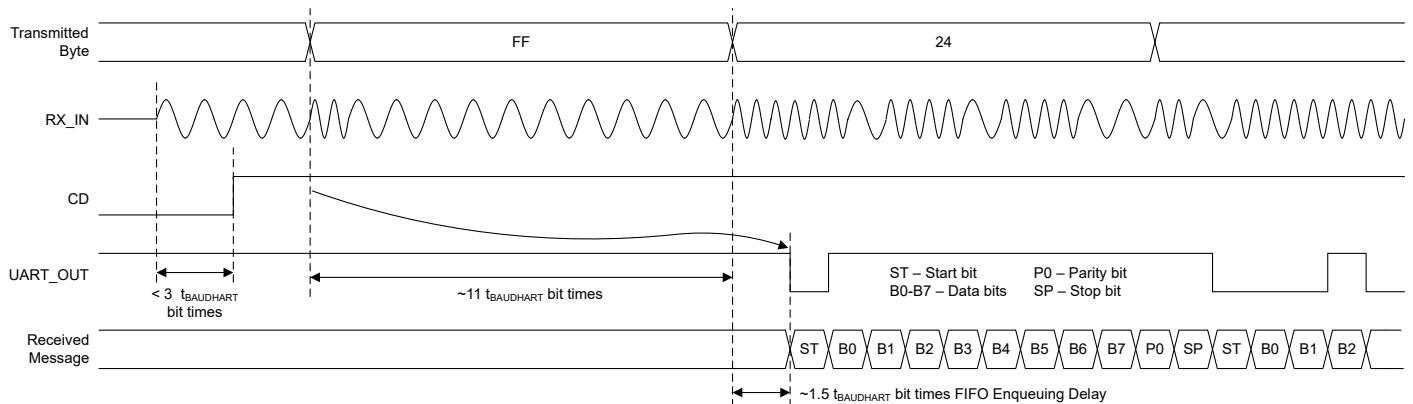 Transmitted
Byte
FF
24
RX_IN
CD
UART_OUT
< 3 tBAUDHART
bit times
~11 tBAUDHART bit times
ST – Start bit
P0 – Parity bit
B0-B7 – Data bits
SP – Stop bit
Received
Message
ST
B0
B1
B2
B3
B4
B5
B6
B7
P0
SP
ST
B0
B1
B2
~1.5 tBAUDHART bit times FIFO Enqueuing Delay